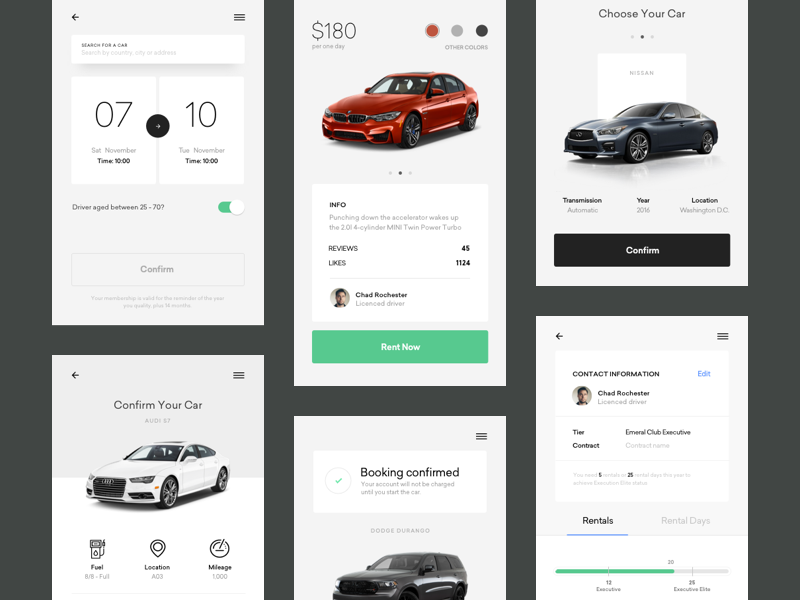 SEARCH FOR A CAR
Search by country, city or address
07
10
Sat November
Tue November
Time: 10:00
Time: 10:00
Driver aged between 25 - 70?
Confirm
Your membership is valid for the reminder of the year
you qualify, plus 14 months
Confirm Your Car
AUDI S7
Fuel
Location
Mileage
8/8 - Full
A03
1.000
$180
per one day
OTHER COLORS
INFO
Punching down the accelerator wakes up
the 2.0l 4-cylinder MINI Twin Power Turbo
REVIEWS 45
LIKES 1124
Chad Rochester
Licenced driver
Rent Now
Booking confirmed
Your account will not be charged
until you start the car
DODGE DURANGO
Choose Your Car
NISSAN
Transmission
Year
Location
Automatic
2016
Washington D.C.
Confirm
CONTACT INFORMATION
Edit
Chad Rochester
Licenced driver
Tier Emeral Club Executive
Contract Contract name
You need 5 rentals or 25 rental days this year to
achieve Executive Elite status
Rentals
Rental Days
20
12
25
Executive
Executive Elite